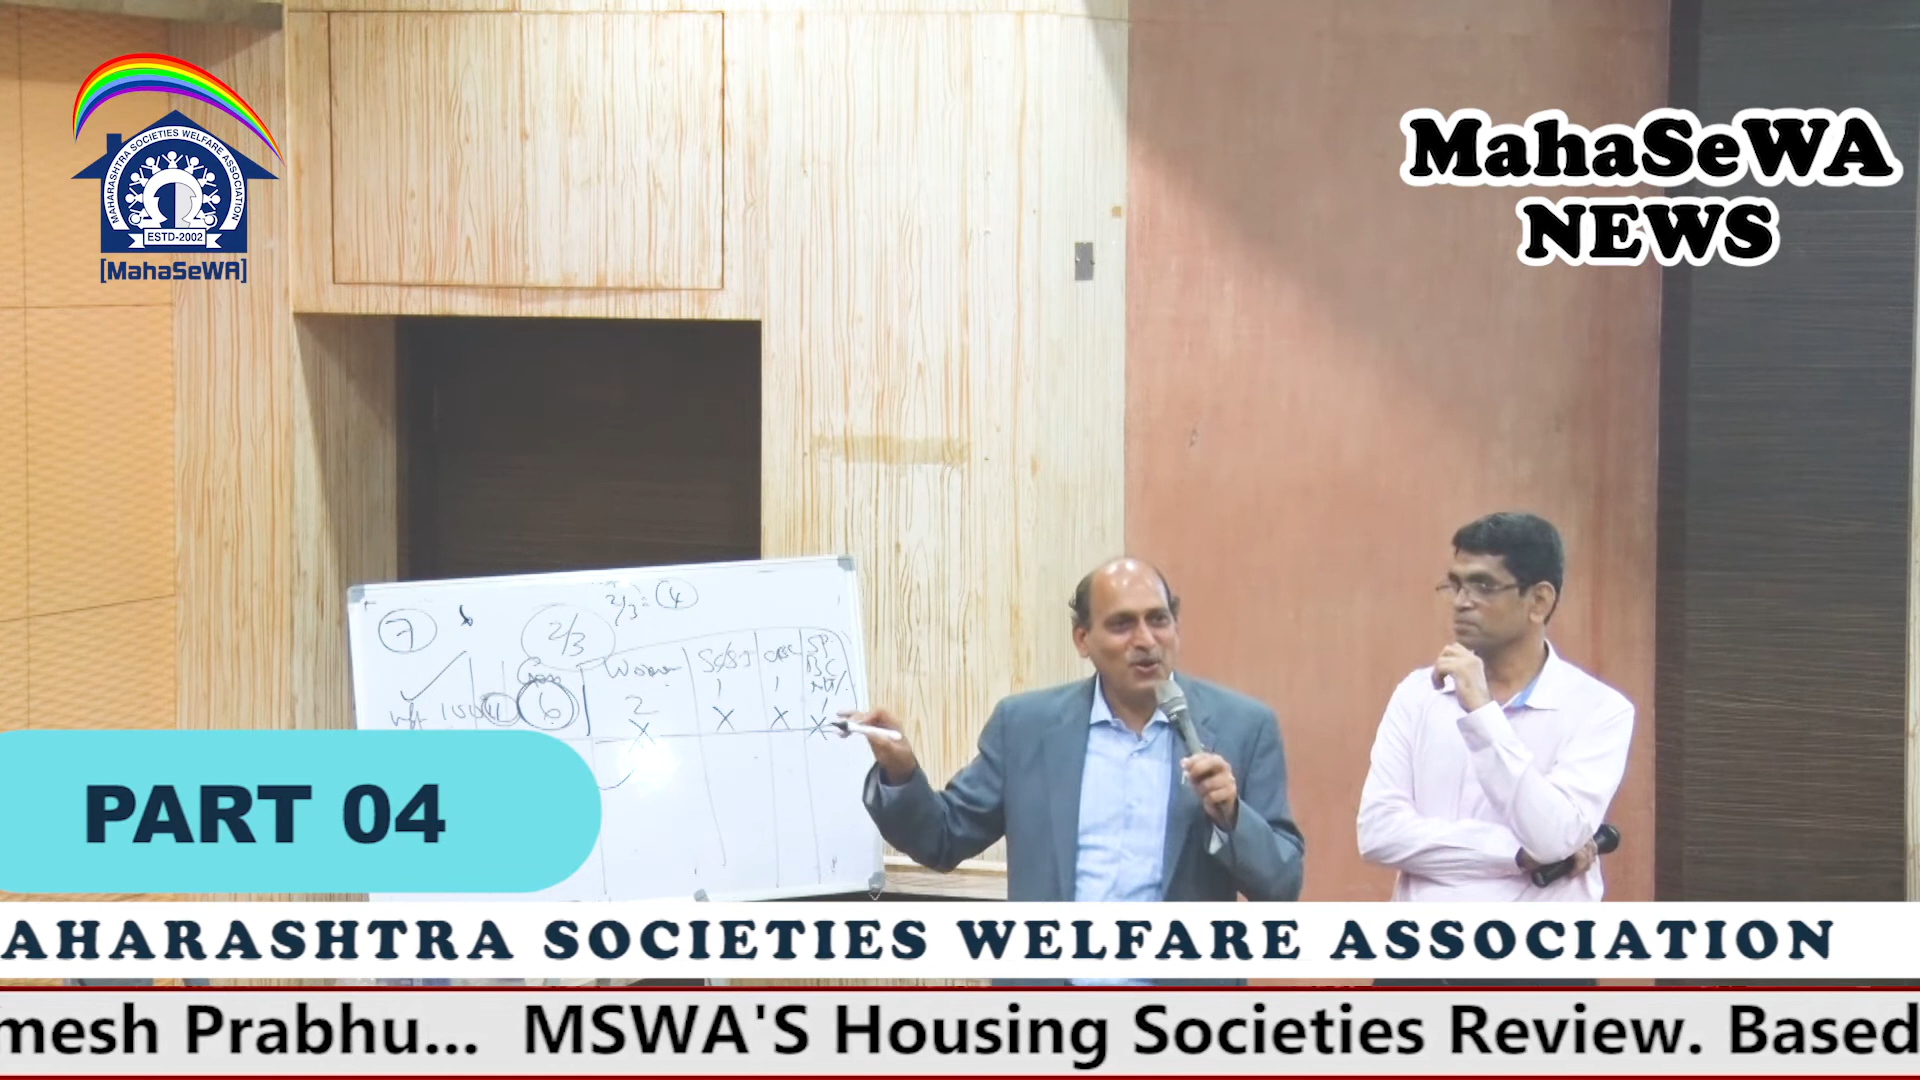 MAHARASHTRA SOCIETIES WELFARE ASSOCIATION
ESTD-2002
[MahaSeWA]
MahaSeWA
NEWS
2/3 = 4
7
2/3
Women
SC/ST
OBC
6
2
1
1
X
X
X
X
PART 04
AHARASHTRA SOCIETIES WELFARE ASSOCIATION
mesh Prabhu... MSWA'S Housing Societies Review. Based